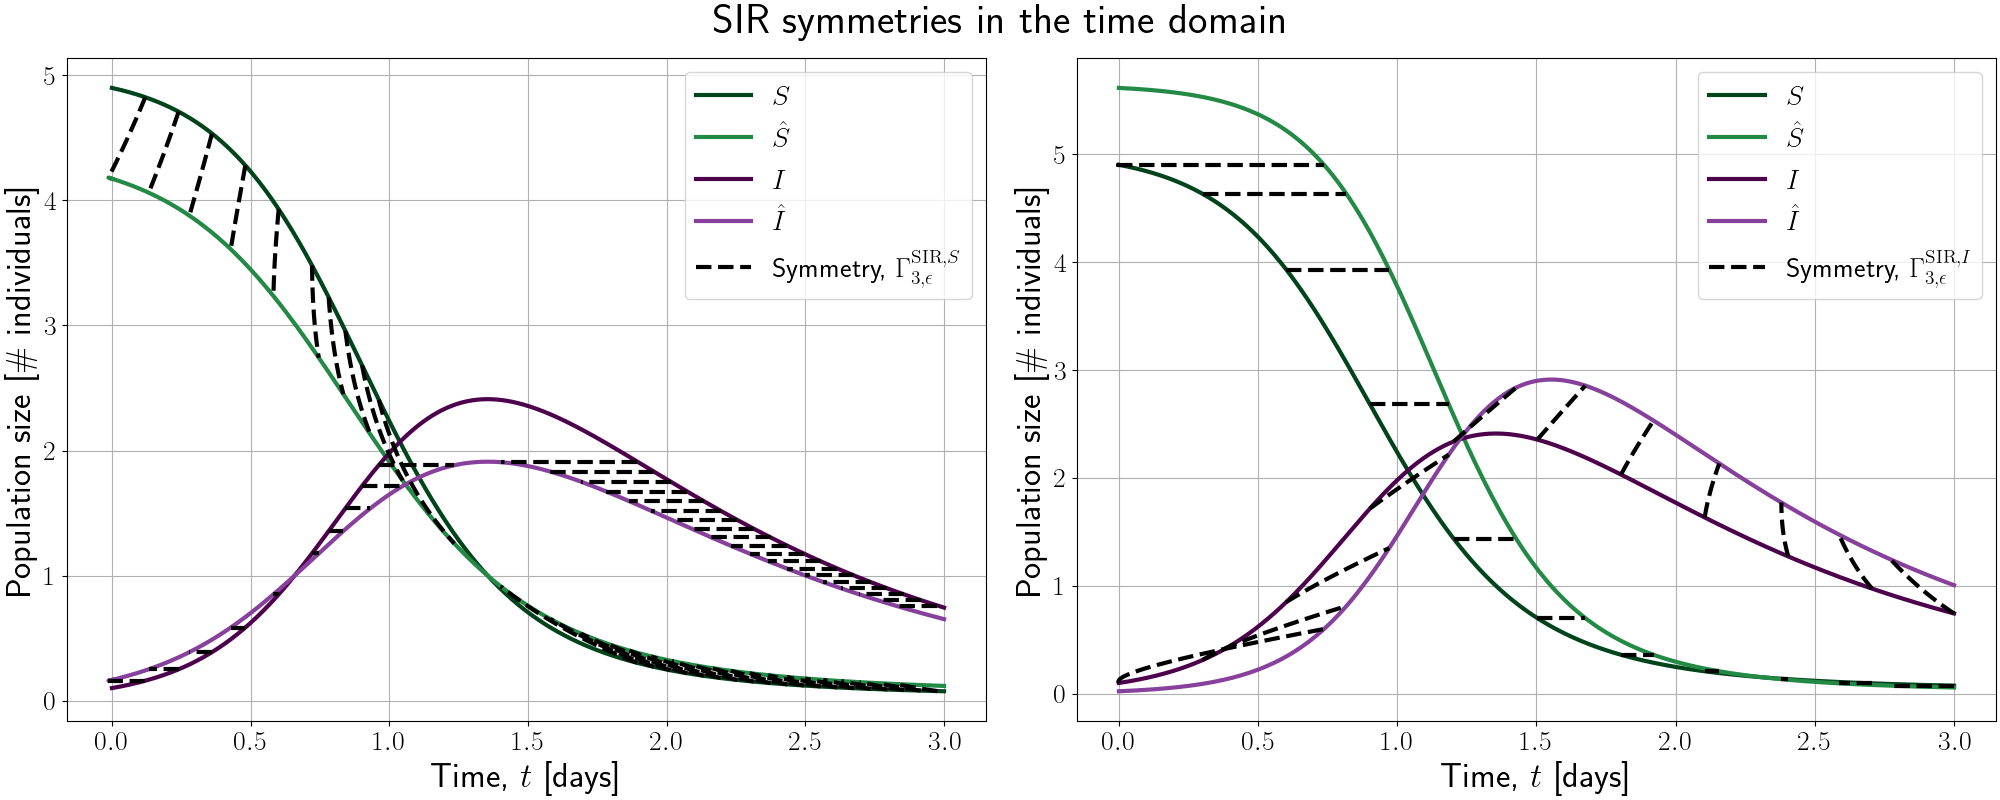 SIR symmetries in the time domain
Population size [# individuals]
5
4
3
2
1
0
0.0 0.5 1.0 1.5 2.0 2.5 3.0
Time, t [days]
S
Ŝ
I
Î
Symmetry, Γ_{3,ϵ}^{SIR,S}
Population size [# individuals]
5
4
3
2
1
0
0.0 0.5 1.0 1.5 2.0 2.5 3.0
Time, t [days]
S
Ŝ
I
Î
Symmetry, Γ_{3,ϵ}^{SIR,I}